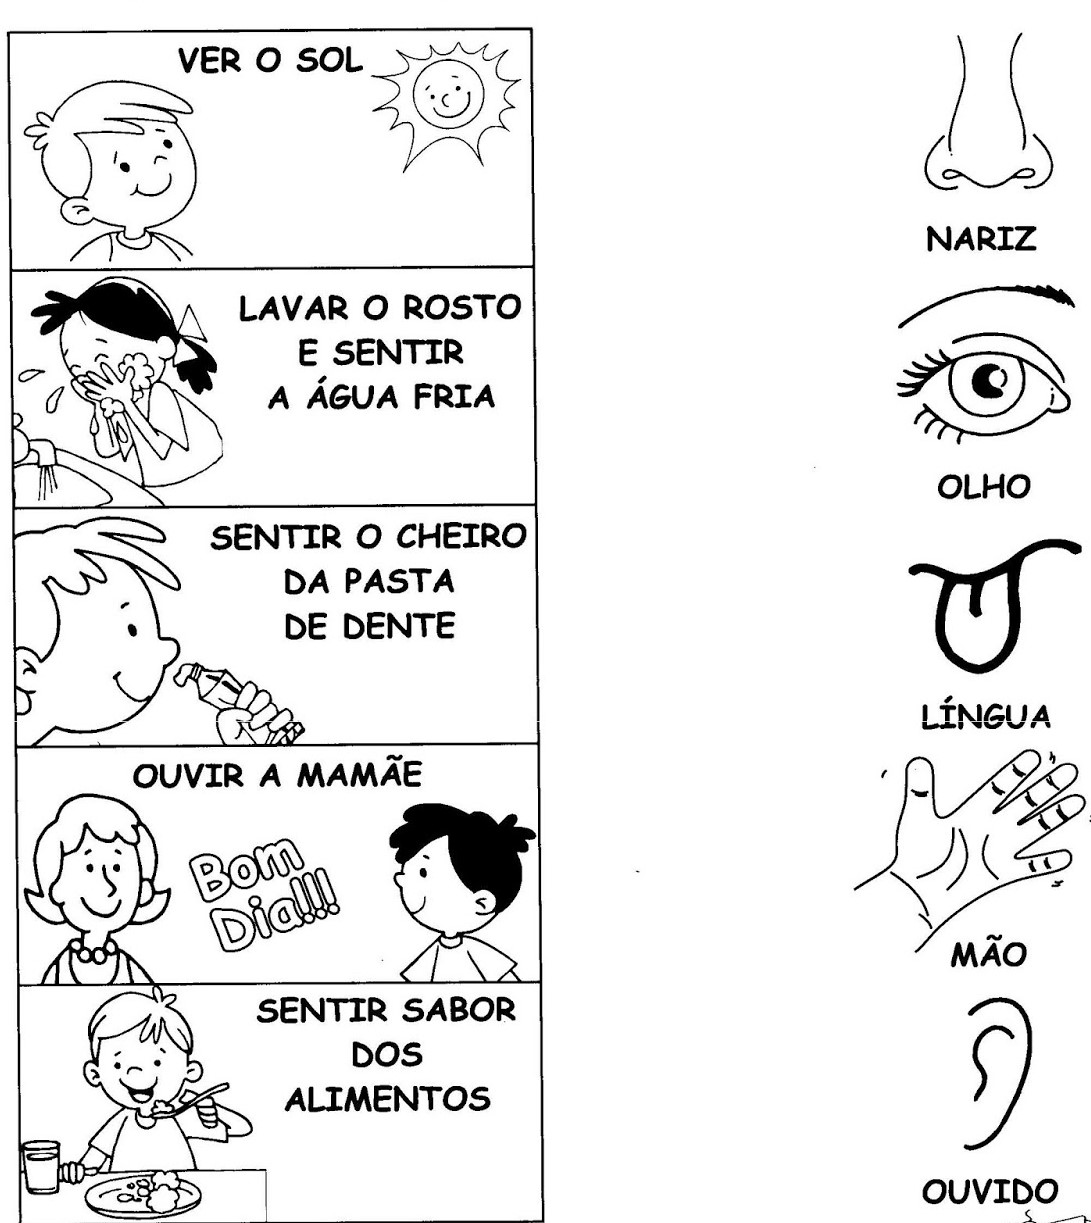 VER O SOL
LAVAR O ROSTO
E SENTIR
A ÁGUA FRIA
SENTIR O CHEIRO
DA PASTA
DE DENTE
OUVIR A MAMÃE
Bom
Dia!!!
SENTIR SABOR
DOS
ALIMENTOS
NARIZ
OLHO
LÍNGUA
MÃO
OUVIDO